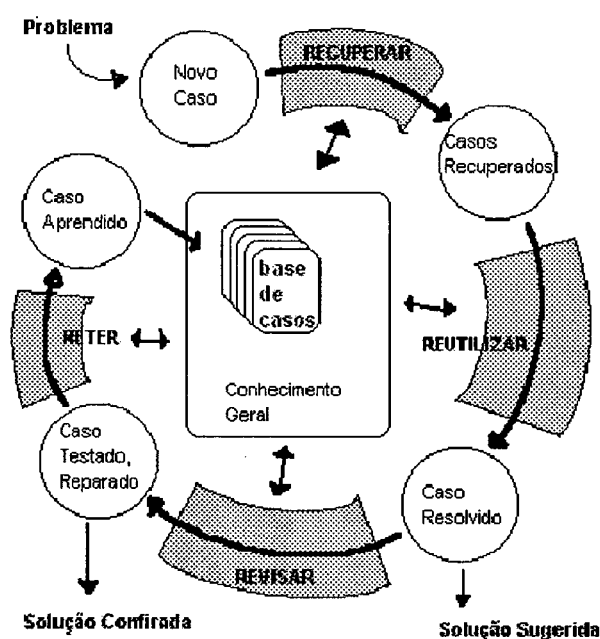 Problema
Novo
Caso
RECUPERAR
Casos
Recuperados
Caso
Aprendido
base
de
casos
RETER
REUTILIZAR
Conhecimento
Geral
Caso
Testado,
Reparado
Caso
Resolvido
REVISAR
Solução Confirada
Solução Sugerida